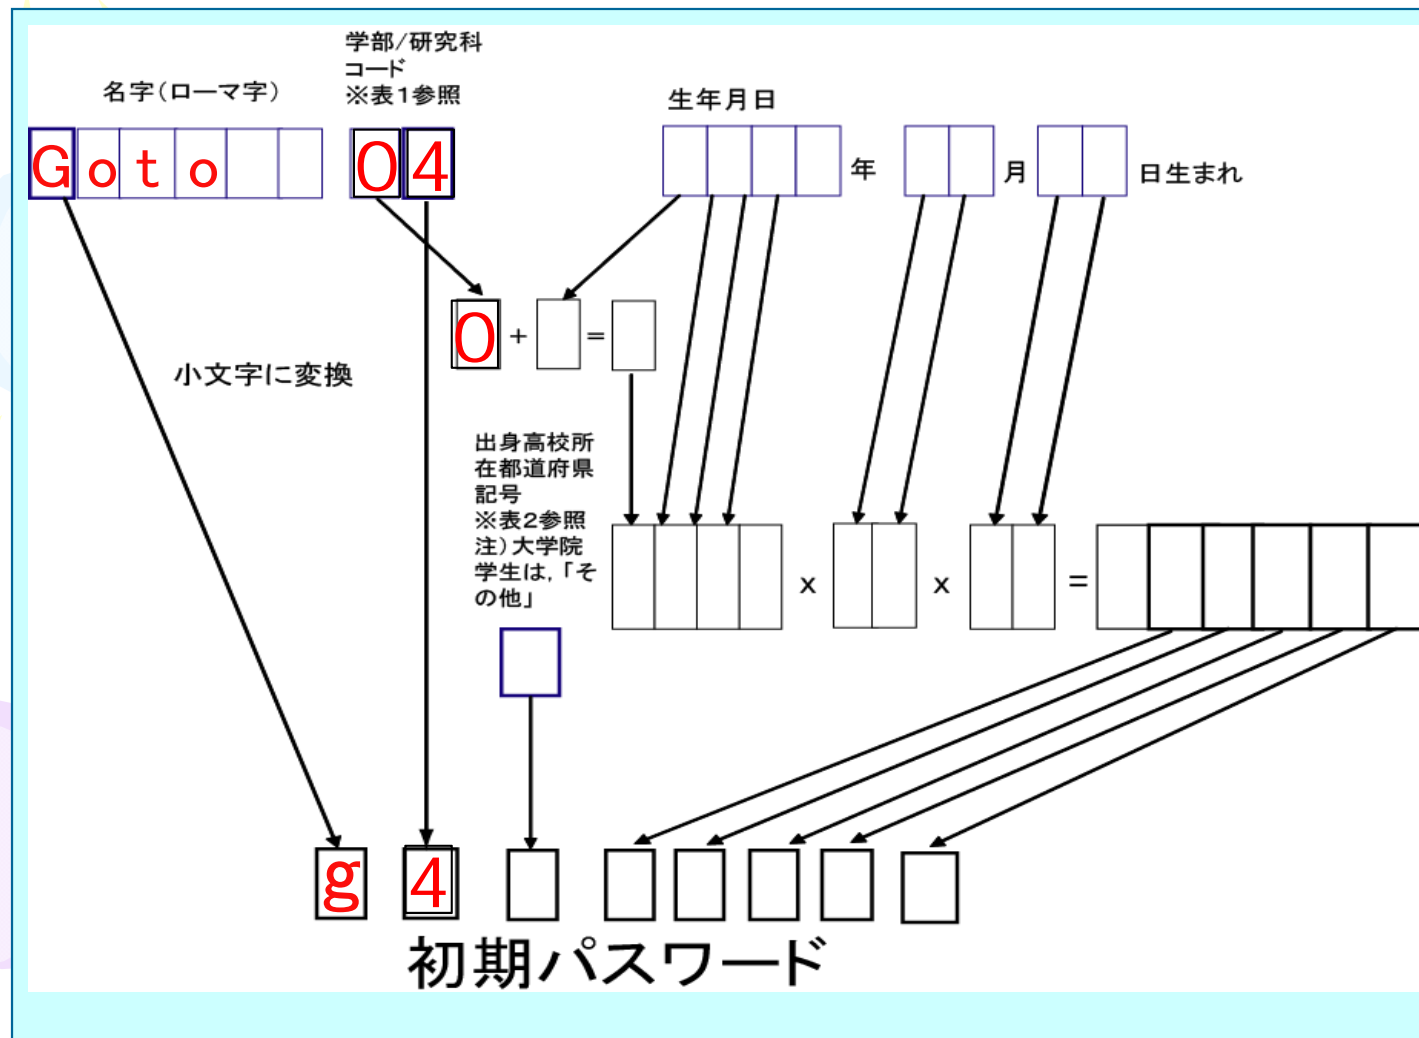 学部/研究科
コード
※表1参照
名字(ローマ字)
生年月日
Goto
04
年
月
日生まれ
0 + =
小文字に変換
出身高校所
在都道府県
記号
※表2参照
注)大学院
学生は,「そ
の他」
x x =
g 4
初期パスワード